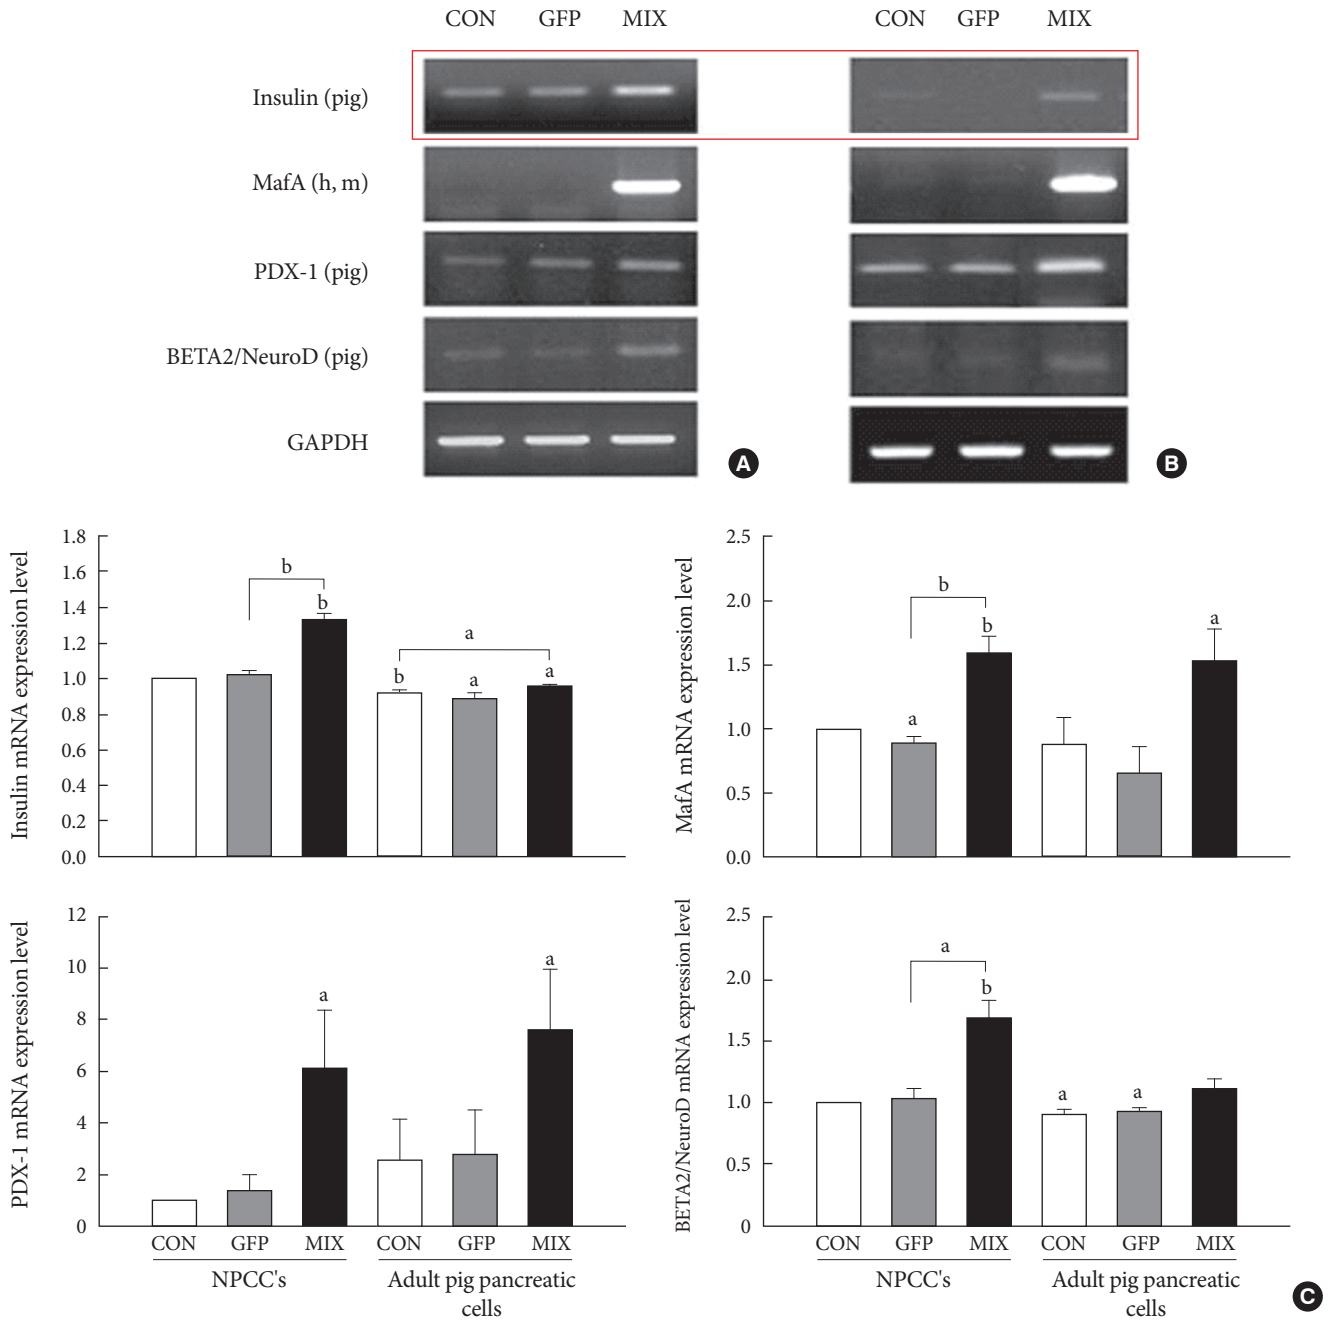 CON GFP MIX CON GFP MIX
Insulin (pig)
MafA (h, m)
PDX-1 (pig)
BETA2/NeuroD (pig)
GAPDH
A
B
Insulin mRNA expression level
1.8
1.6
1.4
1.2
1.0
0.8
0.6
0.4
0.2
0.0
b
b
a
b
a
a
MafA mRNA expression level
2.5
2.0
1.5
1.0
0.5
0.0
b
b
a
a
PDX-1 mRNA expression level
12
10
8
6
4
2
0
a
a
CON GFP MIX CON GFP MIX
NPCC's
Adult pig pancreatic
cells
BETA2/NeuroD mRNA expression level
2.5
2.0
1.5
1.0
0.5
0
a
b
a
a
CON GFP MIX CON GFP MIX
NPCC's
Adult pig pancreatic
cells
C